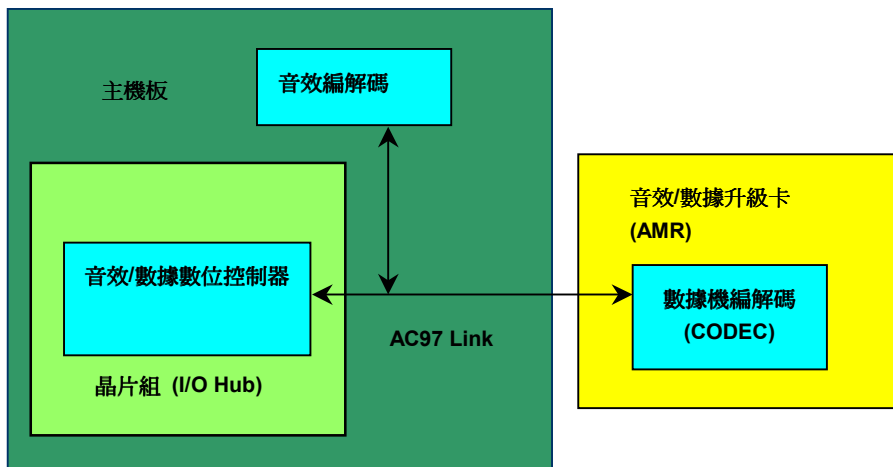 主機板
音效編解碼
音效/數據升級卡
(AMR)
音效/數據數位控制器
數據機編解碼
(CODEC)
AC97 Link
晶片組 (I/O Hub)